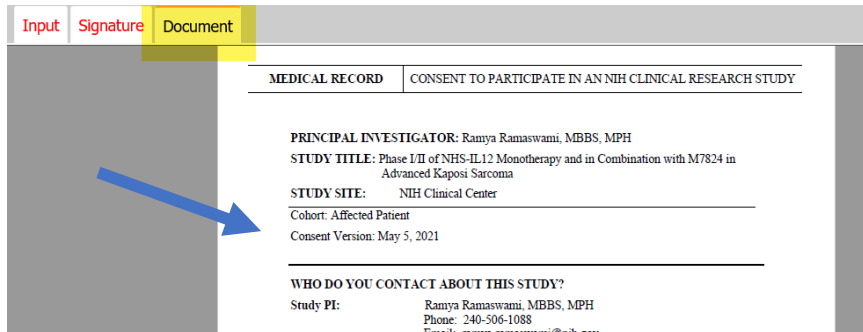 Input Signature Document
MEDICAL RECORD CONSENT TO PARTICIPATE IN AN NIH CLINICAL RESEARCH STUDY
PRINCIPAL INVESTIGATOR: Ramya Ramaswami, MBBS, MPH
STUDY TITLE: Phase I/II of NHS-IL12 Monotherapy and in Combination with M7824 in
Advanced Kaposi Sarcoma
STUDY SITE: NIH Clinical Center
Cohort: Affected Patient
Consent Version: May 5, 2021
WHO DO YOU CONTACT ABOUT THIS STUDY?
Study PI: Ramya Ramaswami, MBBS, MPH
Phone: 240-506-1088